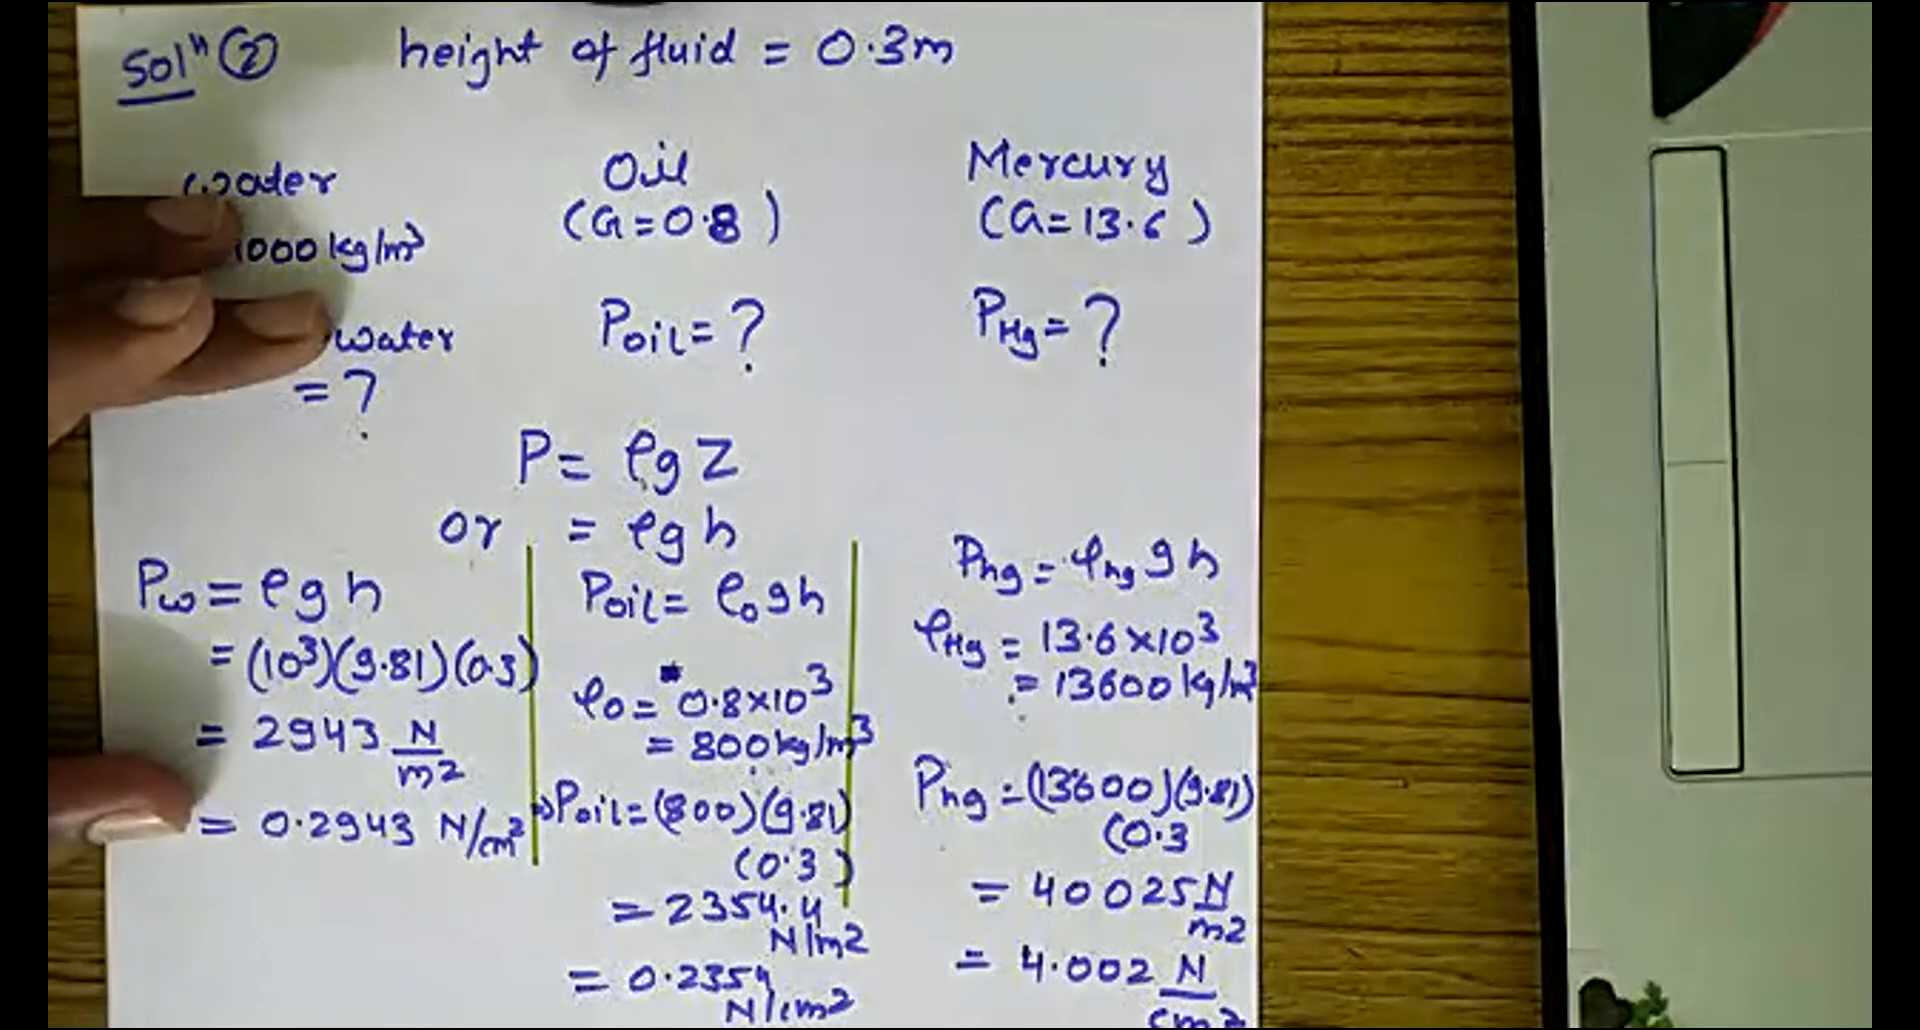 Solⁿ ② height of fluid = 0.3m
water
1000 kg/m³
water
= ?
Oil
(G=0.8)
Poil = ?
Mercury
(G=13.6)
PHg = ?
P = ρgZ
or = ρgh
Pw = ρgh
= (10³)(9.81)(0.3)
= 2943 N/m²
= 0.2943 N/cm²
Poil = ρogh
ρo = 0.8×10³
= 800 kg/m³
⇒ Poil = (800)(9.81)
(0.3)
= 2354.4
N/m2
= 0.2354
N/cm2
Phg = ρhg gh
ρHg = 13.6×10³
= 13600 kg/m³
Phg = (13600)(9.81)
(0.3
= 40025 N/m2
= 4.002 N/cm2